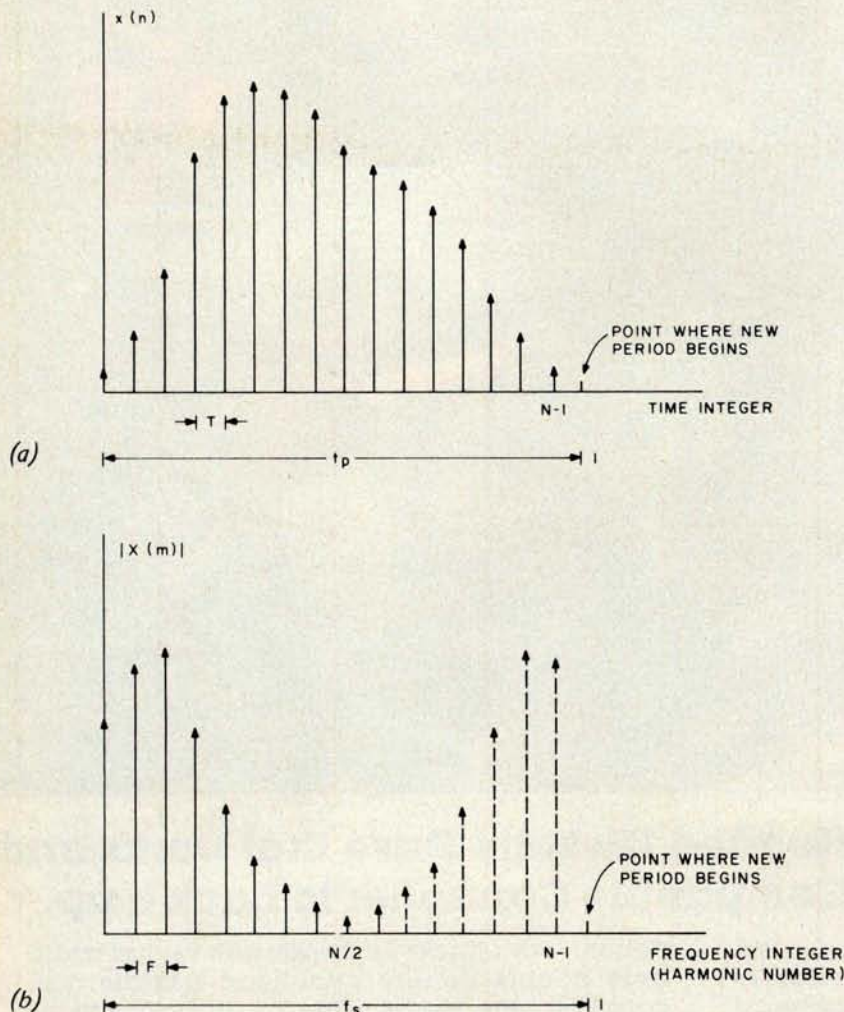 x (n)
POINT WHERE NEW
PERIOD BEGINS
N-1
TIME INTEGER
T
(a)
tp
|X (m)|
POINT WHERE NEW
PERIOD BEGINS
N/2
N-1
FREQUENCY INTEGER
(HARMONIC NUMBER)
F
(b)
fs